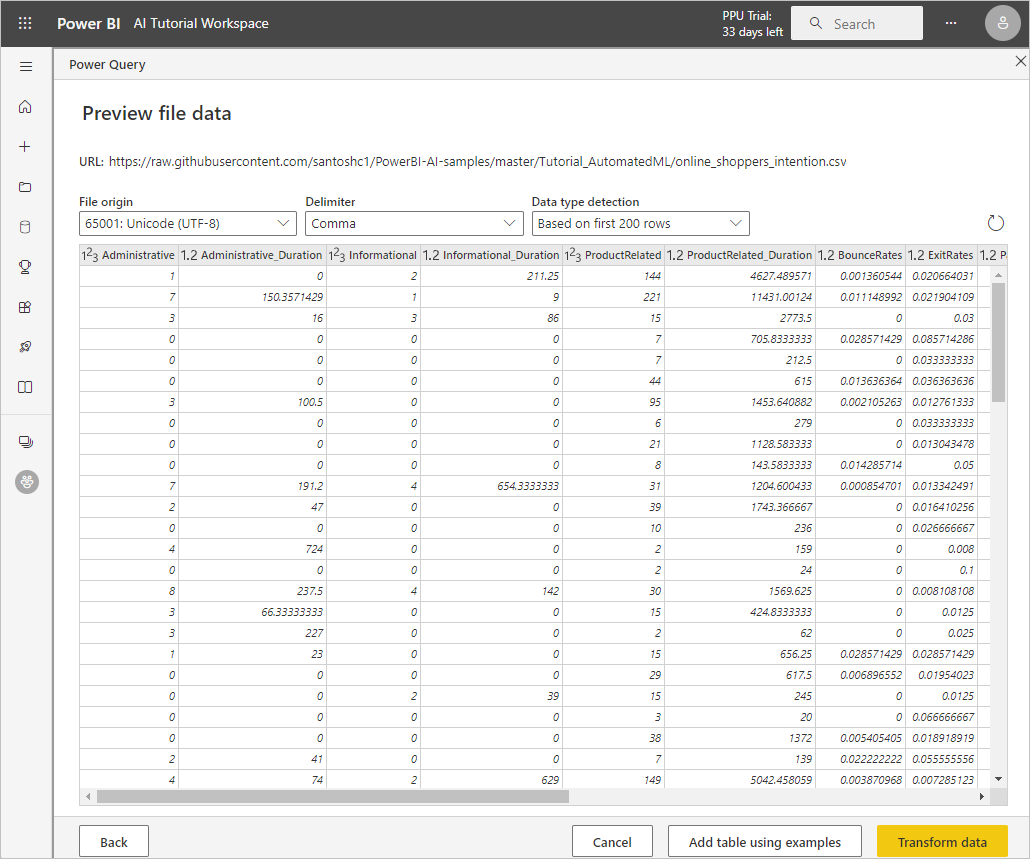 Power BI AI Tutorial Workspace
PPU Trial:
33 days left
Search
Power Query
Preview file data
URL: https://raw.githubusercontent.com/santoshc1/PowerBI-AI-samples/master/Tutorial_AutomatedML/online_shoppers_intention.csv
File origin Delimiter Data type detection
65001: Unicode (UTF-8) Comma Based on first 200 rows
123 Administrative 1.2 Administrative_Duration 123 Informational 1.2 Informational_Duration 123 ProductRelated 1.2 ProductRelated_Duration 1.2 BounceRates 1.2 ExitRates 1.2 P
1 0 2 211.25 144 4627.489571 0.001360544 0.020664031
7 150.3571429 1 9 221 11431.00124 0.011148992 0.021904109
3 16 3 86 15 2773.5 0 0.03
0 0 0 0 7 705.8333333 0.028571429 0.085714286
0 0 0 0 7 212.5 0 0.033333333
0 0 0 0 44 615 0.013636364 0.036363636
3 100.5 0 0 95 1453.640882 0.002105263 0.012761333
0 0 0 0 6 279 0 0.033333333
0 0 0 0 21 1128.583333 0 0.013043478
0 0 0 0 8 143.5833333 0.014285714 0.05
7 191.2 4 654.3333333 31 1204.600433 0.000854701 0.013342491
2 47 0 0 39 1743.366667 0 0.016410256
0 0 0 0 10 236 0 0.026666667
4 724 0 0 2 159 0 0.008
0 0 0 0 2 24 0 0.1
8 237.5 4 142 30 1569.625 0 0.008108108
3 66.33333333 0 0 15 424.8333333 0 0.0125
3 227 0 0 2 62 0 0.025
1 23 0 0 15 656.25 0.028571429 0.028571429
0 0 0 0 29 617.5 0.006896552 0.01954023
0 0 2 39 15 245 0 0.0125
0 0 0 0 3 20 0 0.066666667
0 0 0 0 38 1372 0.005405405 0.018918919
2 41 0 0 7 139 0.022222222 0.055555556
4 74 2 629 149 5042.458059 0.003870968 0.007285123
Back Cancel Add table using examples Transform data